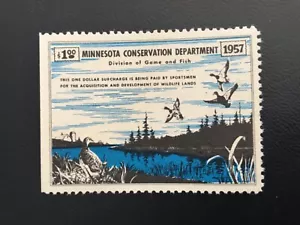 $1.00
MINNESOTA CONSERVATION DEPARTMENT
1957
Division of Game and Fish
THIS ONE DOLLAR SURCHARGE IS BEING PAID BY SPORTSMEN
FOR THE ACQUISITION AND DEVELOPMENT OF WILDLIFE LANDS